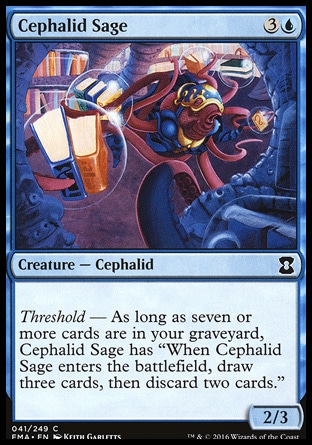 Cephalid Sage 3
Creature — Cephalid
Threshold — As long as seven or
more cards are in your graveyard,
Cephalid Sage has “When Cephalid
Sage enters the battlefield, draw
three cards, then discard two cards.”
2/3
041/249 C
EMA • EN Keith Garletts
™ & © 2016 Wizards of the Coast